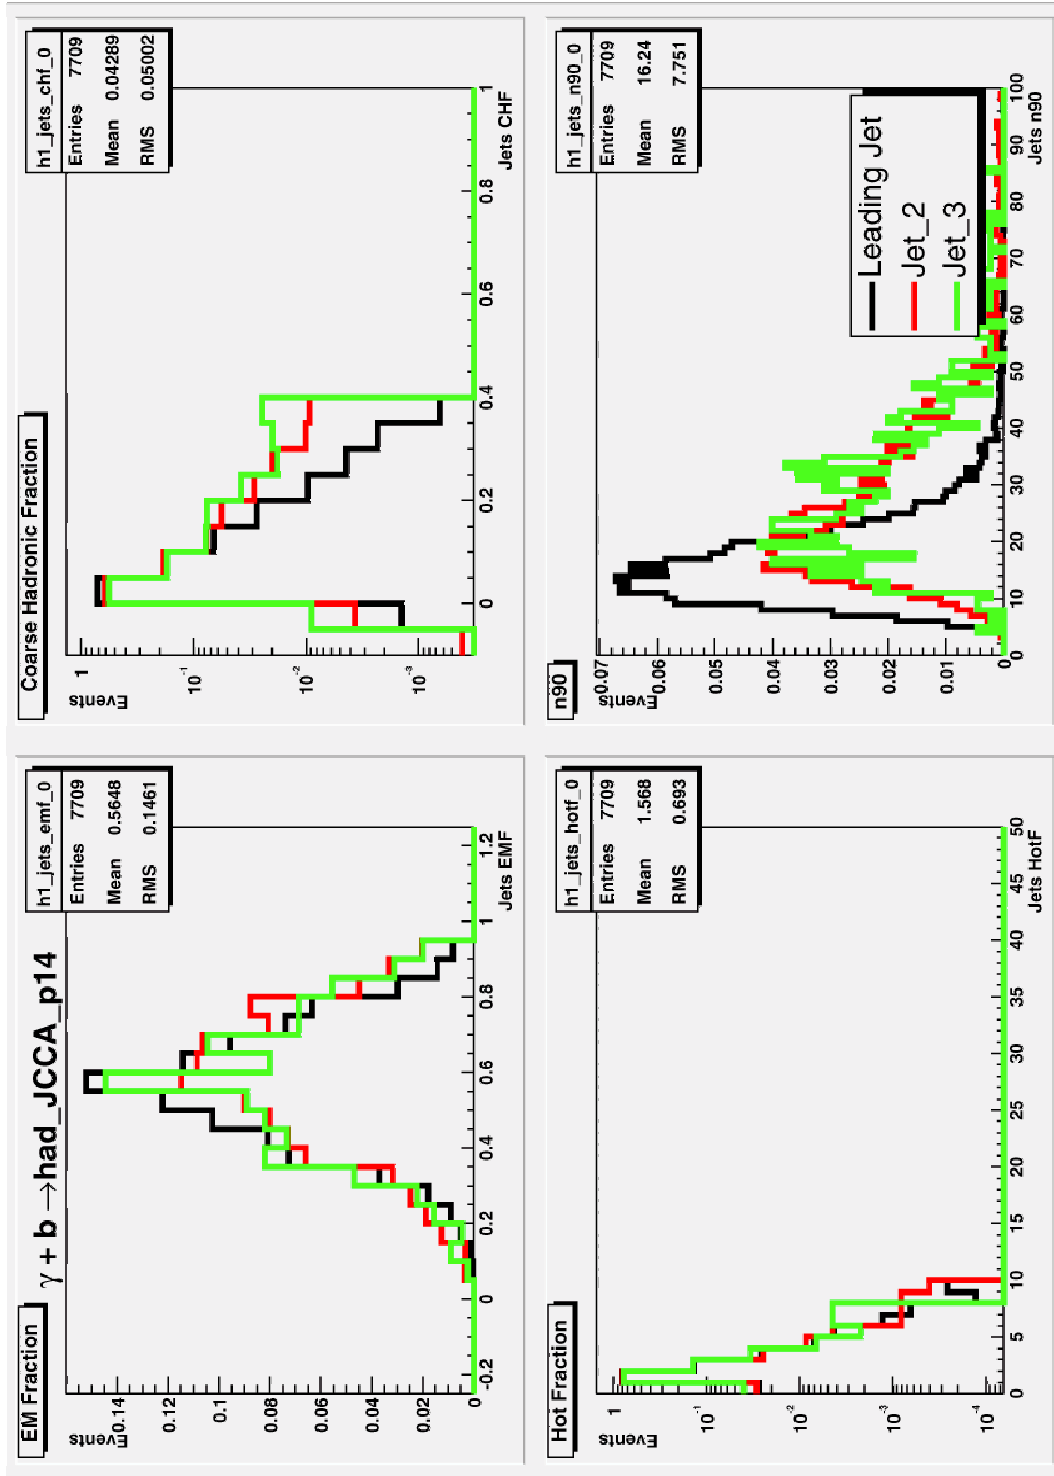 EM Fraction
γ + b →had_JCCA_p14
h1_jets_emf_0
Entries 7709
Mean 0.5648
RMS 0.1461
Events
0.14
0.12
0.1
0.08
0.06
0.04
0.02
-0.2 0 0.2 0.4 0.6 0.8 1 1.2
Jets EMF
Coarse Hadronic Fraction
h1_jets_chf_0
Entries 7709
Mean 0.04289
RMS 0.05002
Events
1
10⁻¹
10⁻²
10⁻³
0 0.2 0.4 0.6 0.8 1
Jets CHF
Hot Fraction
h1_jets_hotf_0
Entries 7709
Mean 1.568
RMS 0.693
Events
1
10⁻¹
10⁻²
10⁻³
10⁻⁴
0 5 10 15 20 25 30 35 40 45 50
Jets HotF
n90
h1_jets_n90_0
Entries 7709
Mean 16.24
RMS 7.751
0.07
Events
0.06
0.05
0.04
0.03
0.02
0.01
0
Leading Jet
Jet_2
Jet_3
0 10 20 30 40 50 60 70 80 90 100
Jets n90